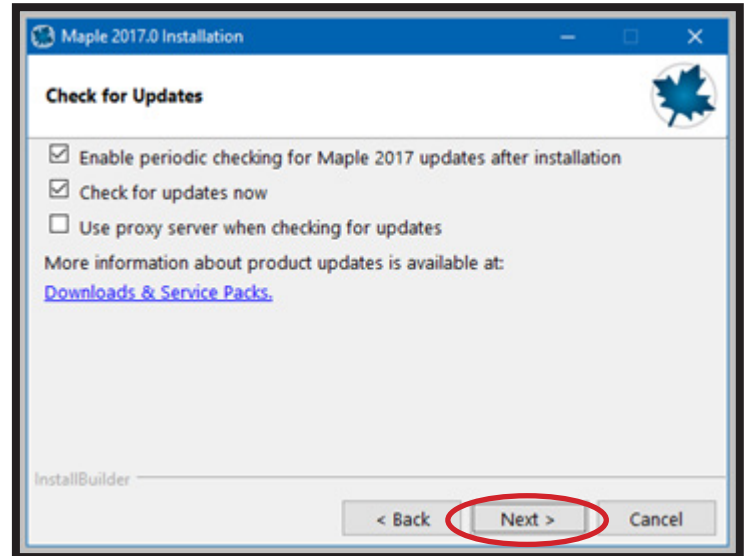 Maple 2017.0 Installation
Check for Updates
Enable periodic checking for Maple 2017 updates after installation
Check for updates now
Use proxy server when checking for updates
More information about product updates is available at:
Downloads & Service Packs.
InstallBuilder
< Back Next > Cancel